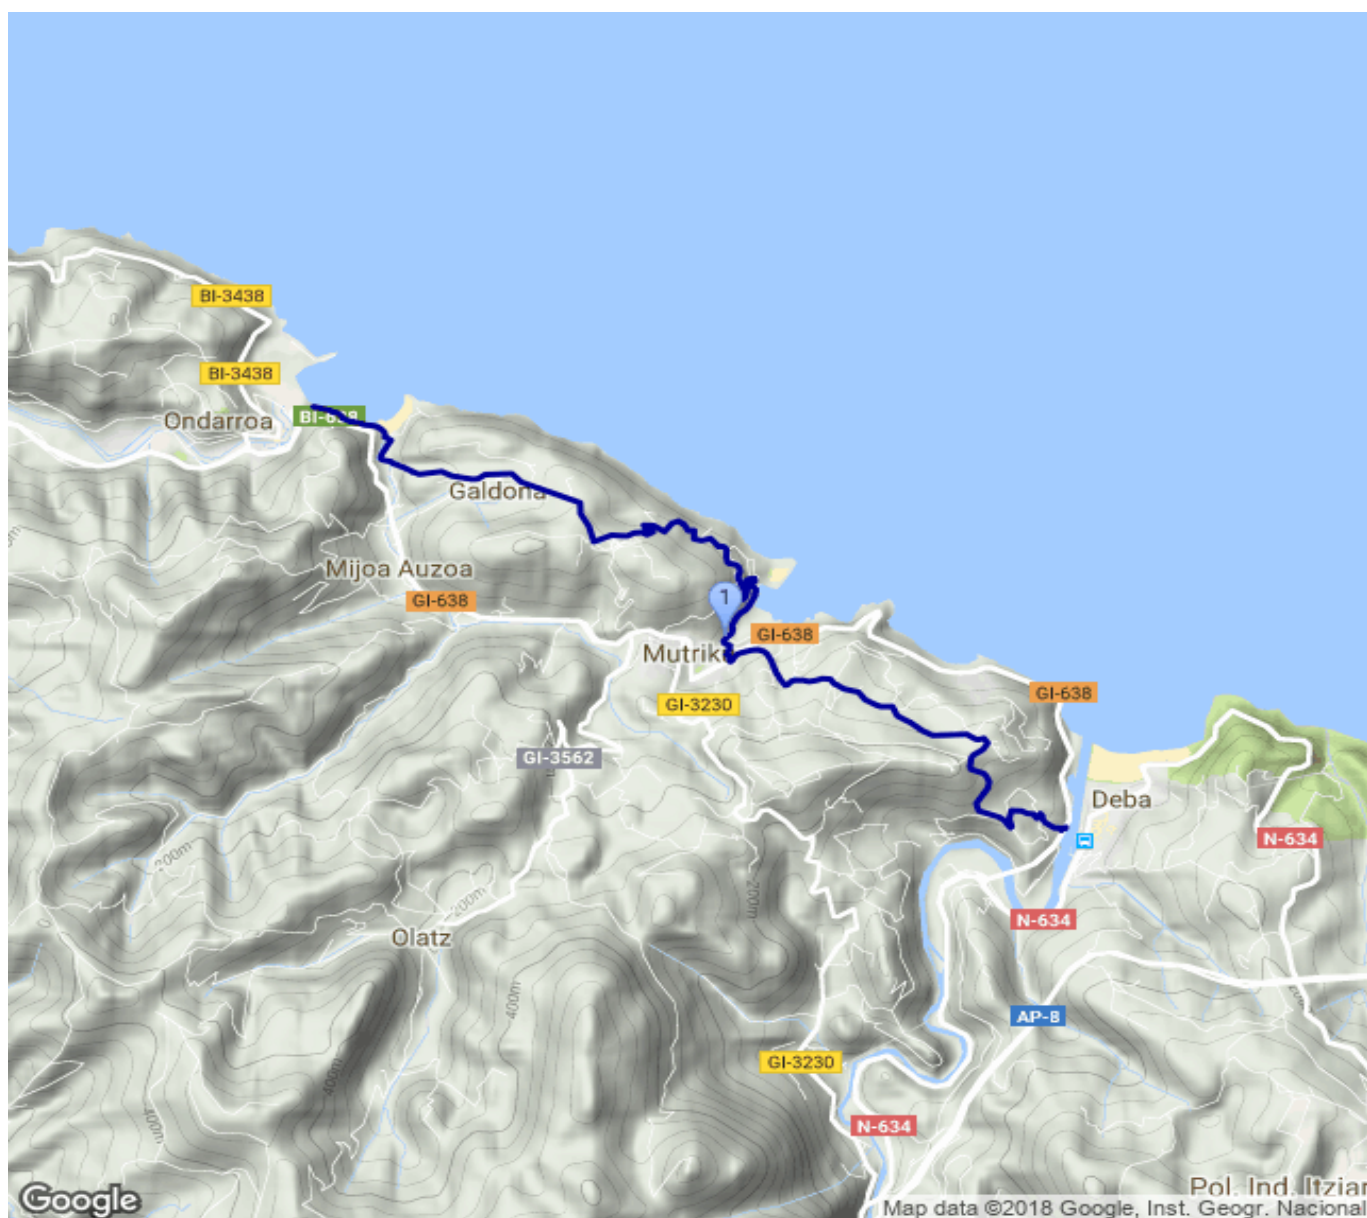 BI-3438
BI-3438
Ondarroa
BI-638
Galdona
Mijoa Auzoa
GI-638
1
GI-638
Mutriku
GI-638
GI-3230
GI-3562
Deba
N-634
200m
200m
200m
N-634
Olatz
400m
AP-8
400m
GI-3230
400m
N-634
Pol. Ind. Itziar
Google
Map data ©2018 Google, Inst. Geogr. Nacional